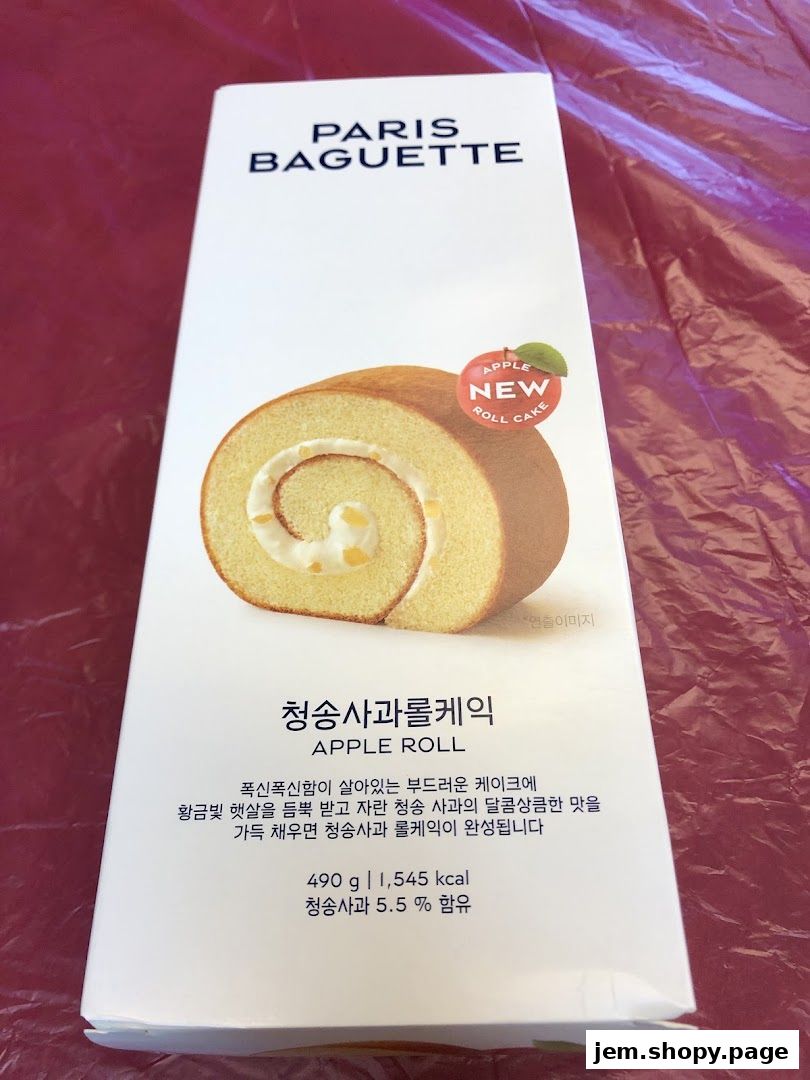 PARIS
BAGUETTE
APPLE
NEW
ROLL CAKE
*연출이미지
청송사과롤케익
APPLE ROLL
폭신폭신함이 살아있는 부드러운 케이크에
황금빛 햇살을 듬뿍 받고 자란 청송 사과의 달콤상큼한 맛을
가득 채우면 청송사과 롤케익이 완성됩니다
490 g | 1,545 kcal
청송사과 5.5 % 함유
jem.shopy.page